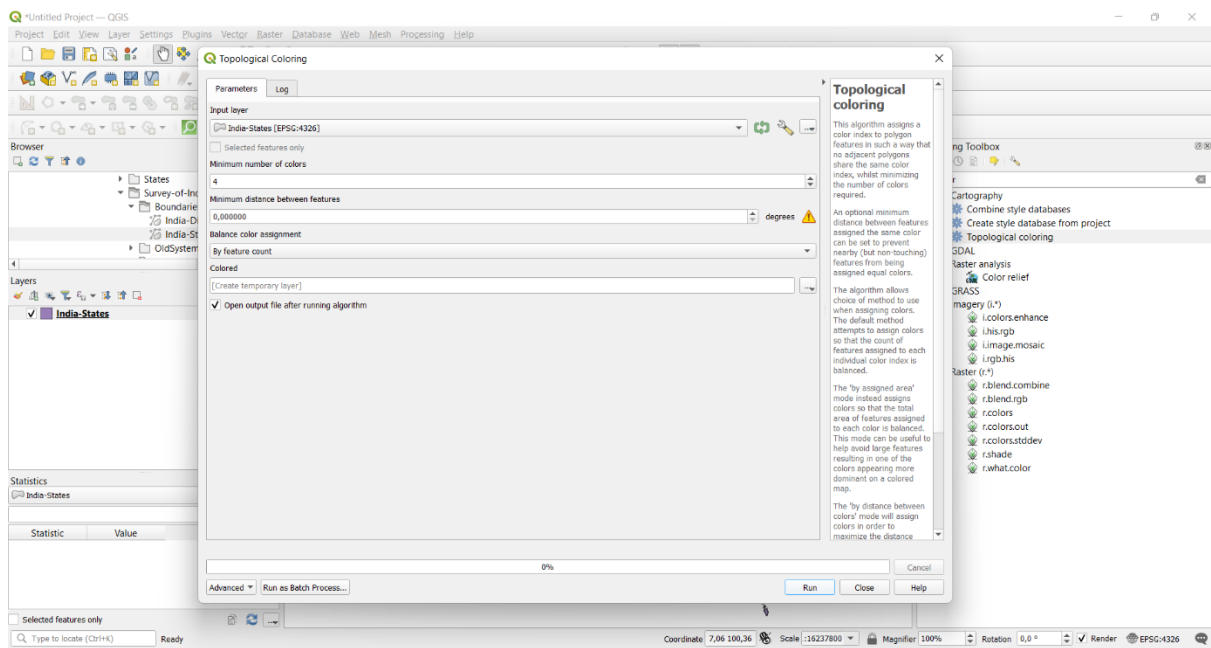 *Untitled Project — QGIS
Project Edit View Layer Settings Plugins Vector Raster Database Web Mesh Processing Help
Topological Coloring
Parameters Log
Input layer
India-States [EPSG:4326]
Selected features only
Minimum number of colors
4
Minimum distance between features
0,000000 degrees
Balance color assignment
By feature count
Colored
[Create temporary layer]
Open output file after running algorithm
0%
Cancel
Advanced Run as Batch Process... Run Close Help
Topological
coloring
This algorithm assigns a
color index to polygon
features in such a way that
no adjacent polygons
share the same color
index, whilst minimizing
the number of colors
required.
An optional minimum
distance between features
assigned the same color
can be set to prevent
nearby (but non-touching)
features from being
assigned equal colors.
The algorithm allows
choice of method to use
when assigning colors.
The default method
attempts to assign colors
so that the count of
features assigned to each
individual color index is
balanced.
The 'by assigned area'
mode instead assigns
colors so that the total
area of features assigned
to each color is balanced.
This mode can be useful to
help avoid large features
resulting in one of the
colors appearing more
dominant on a colored
map.
The 'by distance between
colors' mode will assign
colors in order to
maximize the distance
Browser
States
Survey-of-Ind
Boundarie
India-Di
India-St
OldSystem
Layers
India-States
Statistics
India-States
Statistic Value
Selected features only
ng Toolbox
r
Cartography
Combine style databases
Create style database from project
Topological coloring
GDAL
Raster analysis
Color relief
GRASS
Imagery (i.*)
i.colors.enhance
i.his.rgb
i.image.mosaic
i.rgb.his
Raster (r.*)
r.blend.combine
r.blend.rgb
r.colors
r.colors.out
r.colors.stddev
r.shade
r.what.color
Type to locate (Ctrl+K) Ready Coordinate 7,06 100,36 Scale :16237800 Magnifier 100% Rotation 0,0 ° Render EPSG:4326